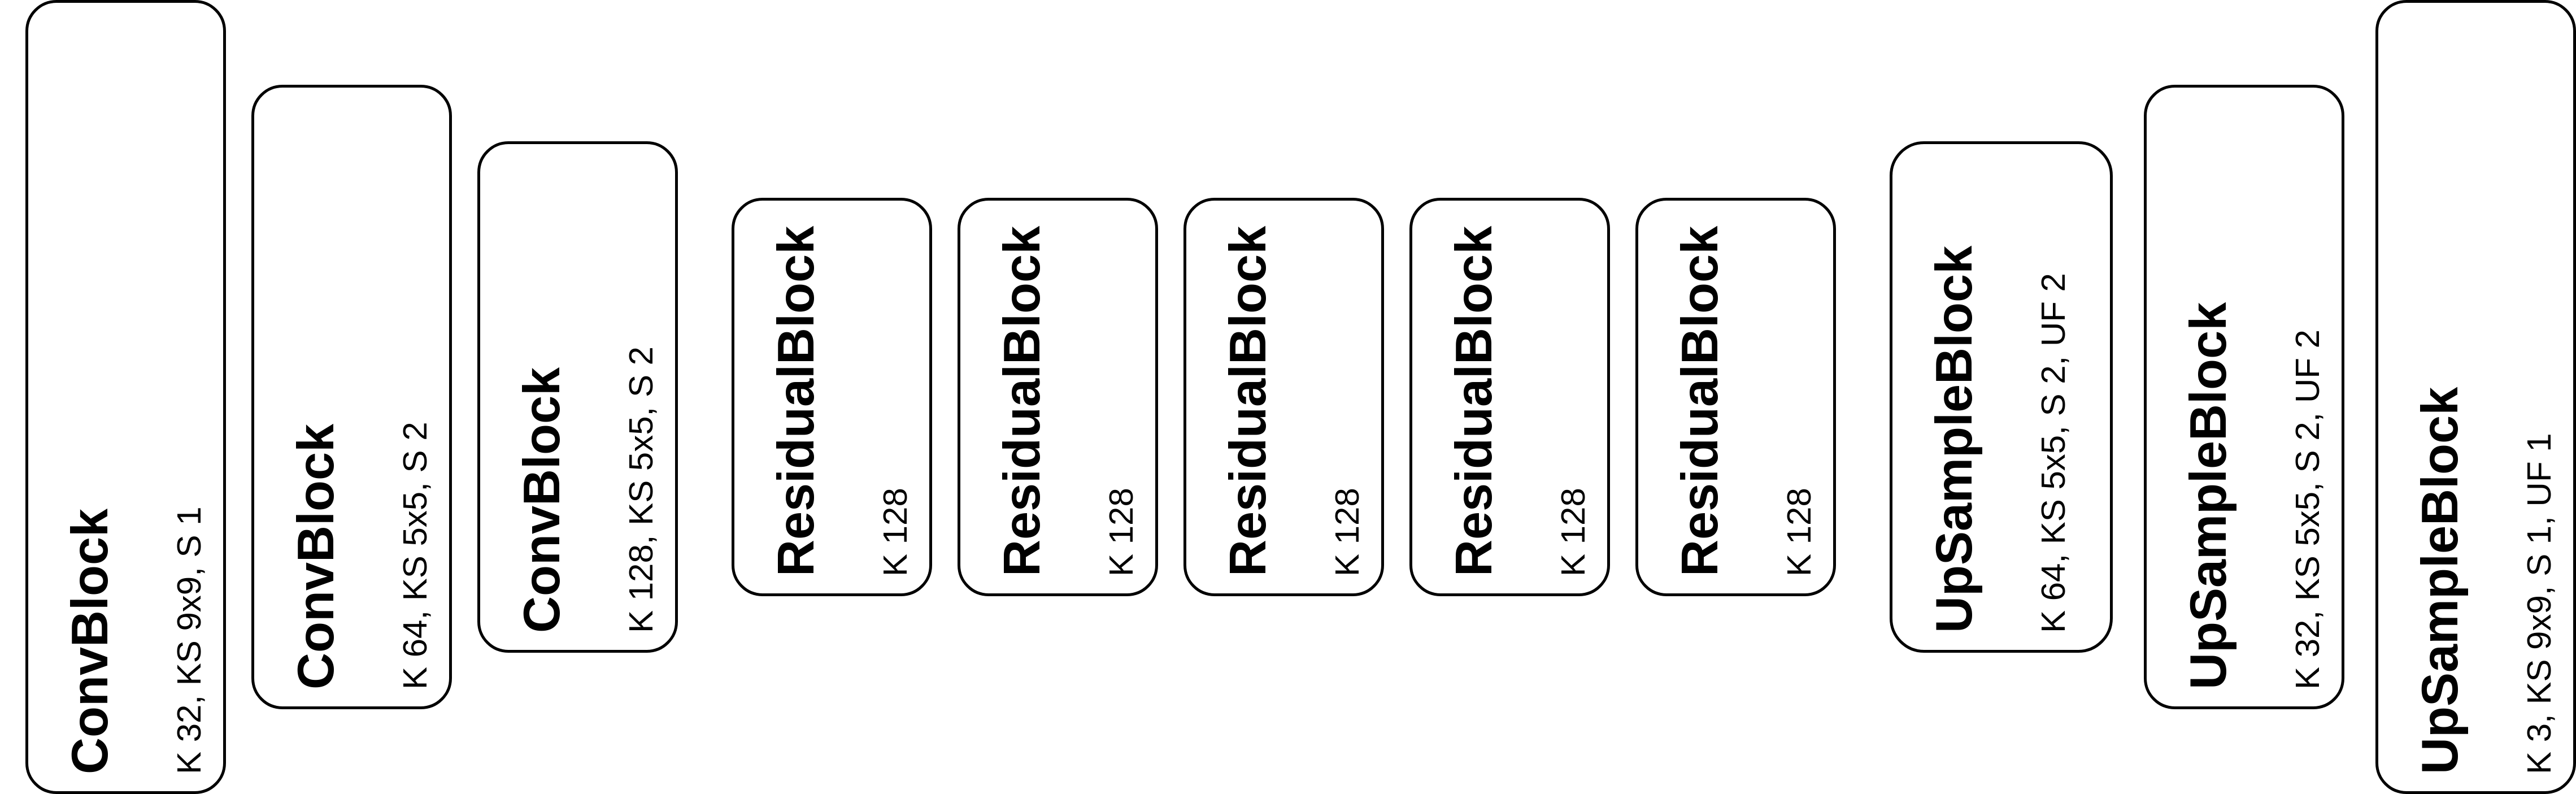 ConvBlock
K 32, KS 9x9, S 1
ConvBlock
K 64, KS 5x5, S 2
ConvBlock
K 128, KS 5x5, S 2
ResidualBlock
K 128
ResidualBlock
K 128
ResidualBlock
K 128
ResidualBlock
K 128
ResidualBlock
K 128
UpSampleBlock
K 64, KS 5x5, S 2, UF 2
UpSampleBlock
K 32, KS 5x5, S 2, UF 2
UpSampleBlock
K 3, KS 9x9, S 1, UF 1